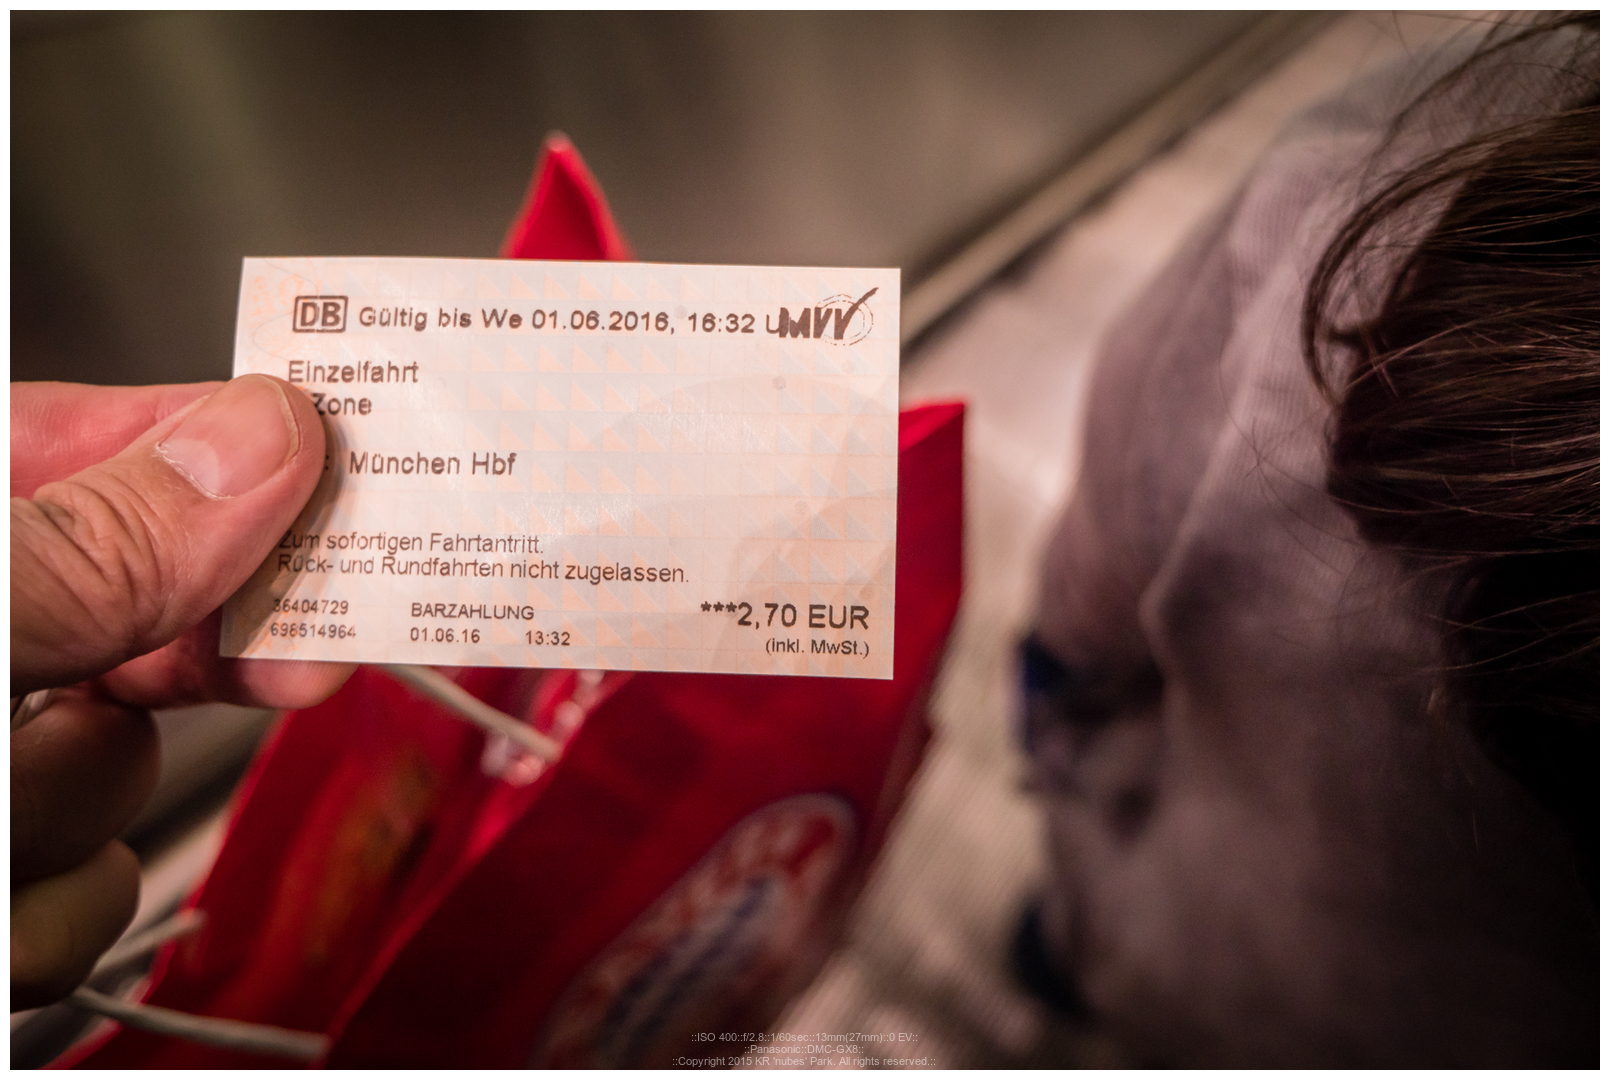 DB Gültig bis We 01.06.2016, 16:32 U MVV
Einzelfahrt
Zone
: München Hbf
Zum sofortigen Fahrtantritt.
Rück- und Rundfahrten nicht zugelassen.
36404729 BARZAHLUNG ***2,70 EUR
698514964 01.06.16 13:32 (inkl. MwSt.)
::ISO 400::f/2.8::1/60sec::13mm(27mm)::0 EV::
::Panasonic::DMC-GX8::
::Copyright 2015 KR 'nubes' Park. All rights reserved.::